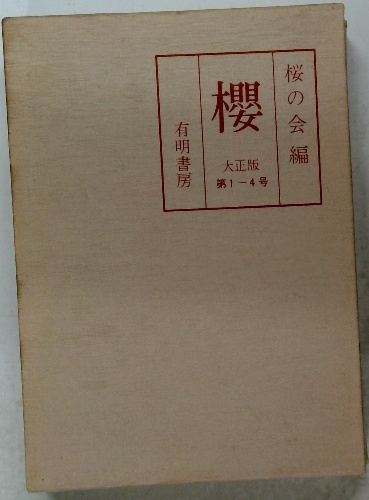 桜の会編
櫻
大正版
第1-4号
有明書房